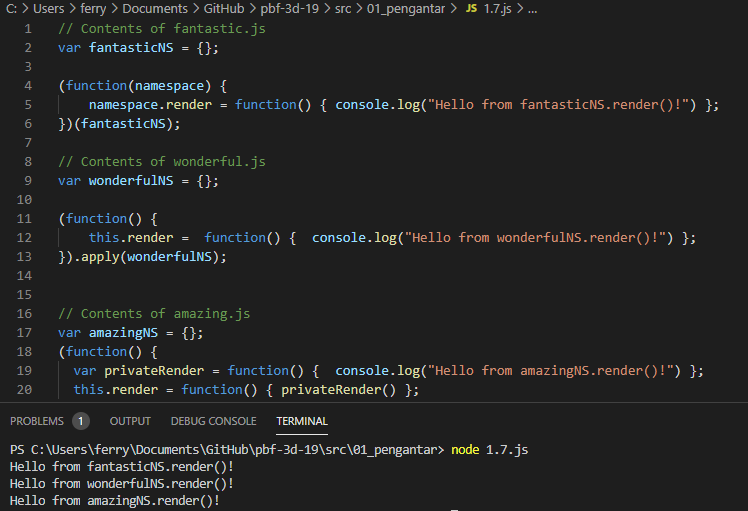 C: > Users > ferry > Documents > GitHub > pbf-3d-19 > src > 01_pengantar > JS 1.7.js > ...
1 // Contents of fantastic.js
2 var fantasticNS = {};
3
4 (function(namespace) {
5     namespace.render = function() { console.log("Hello from fantasticNS.render()!") };
6 })(fantasticNS);
7
8 // Contents of wonderful.js
9 var wonderfulNS = {};
10
11 (function() {
12     this.render =  function() {  console.log("Hello from wonderfulNS.render()!") };
13 }).apply(wonderfulNS);
14
15
16 // Contents of amazing.js
17 var amazingNS = {};
18 (function() {
19   var privateRender = function() {  console.log("Hello from amazingNS.render()!") };
20   this.render = function() { privateRender() };
PROBLEMS 1 OUTPUT DEBUG CONSOLE TERMINAL
PS C:\Users\ferry\Documents\GitHub\pbf-3d-19\src\01_pengantar> node 1.7.js
Hello from fantasticNS.render()!
Hello from wonderfulNS.render()!
Hello from amazingNS.render()!